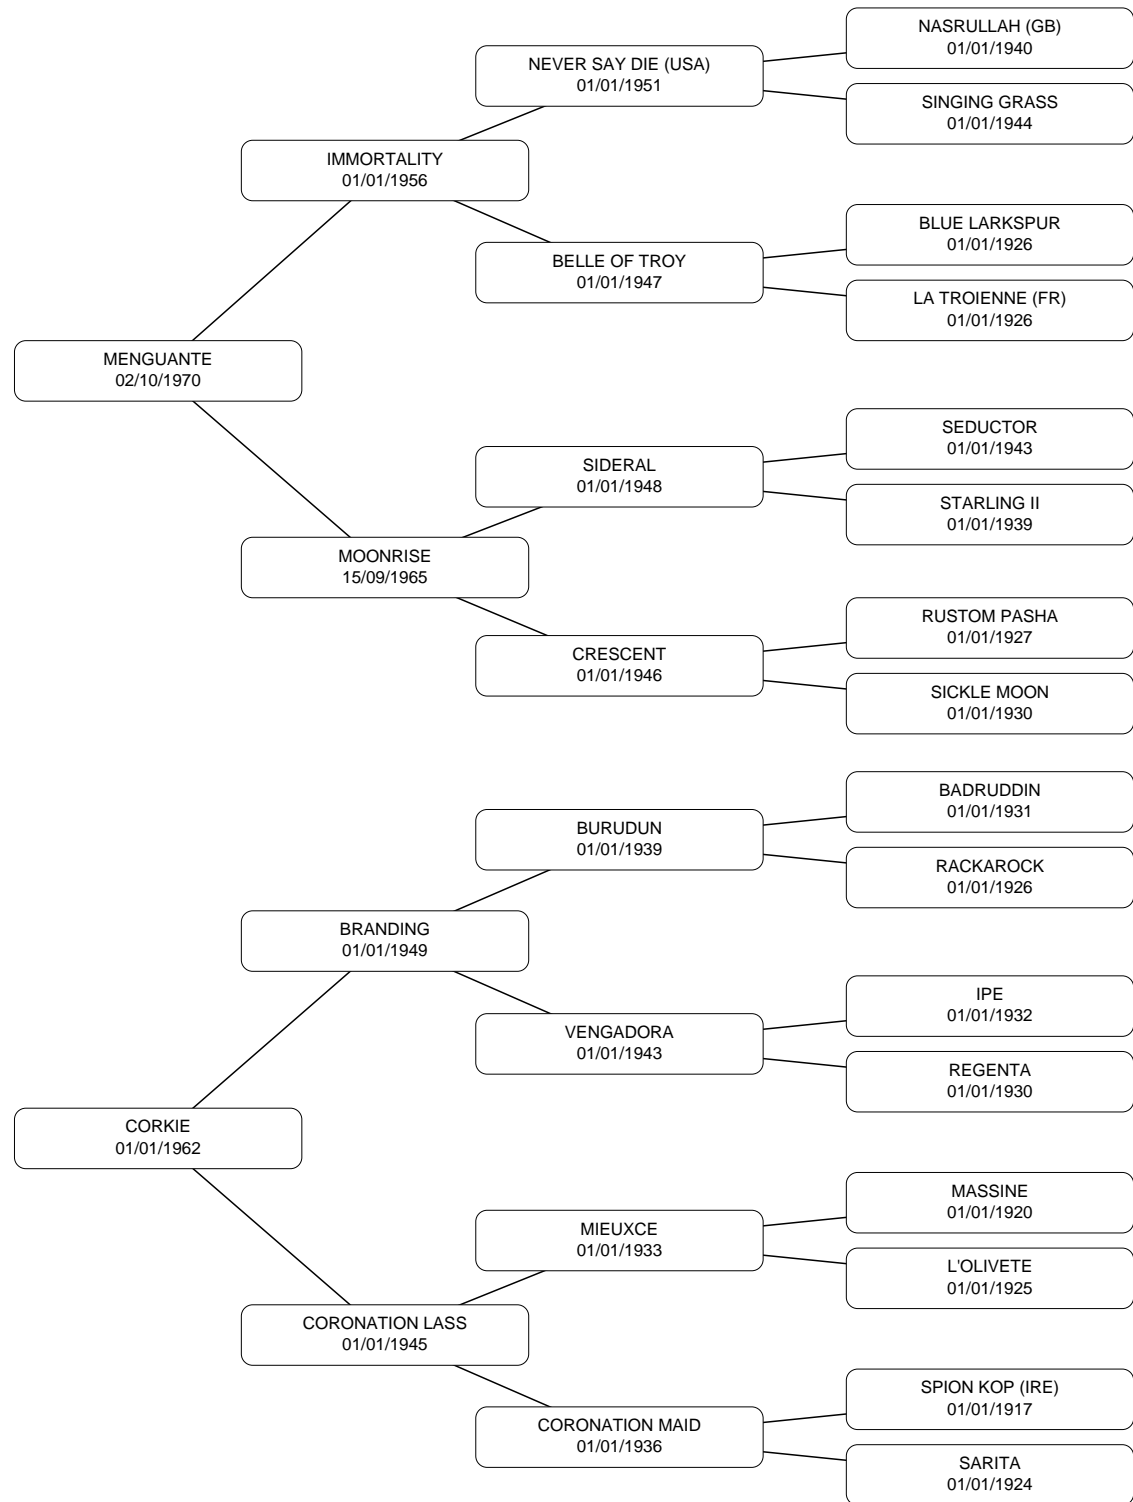 NASRULLAH (GB)
01/01/1940
NEVER SAY DIE (USA)
01/01/1951
SINGING GRASS
01/01/1944
IMMORTALITY
01/01/1956
BLUE LARKSPUR
01/01/1926
BELLE OF TROY
01/01/1947
LA TROIENNE (FR)
01/01/1926
MENGUANTE
02/10/1970
SEDUCTOR
01/01/1943
SIDERAL
01/01/1948
STARLING II
01/01/1939
MOONRISE
15/09/1965
RUSTOM PASHA
01/01/1927
CRESCENT
01/01/1946
SICKLE MOON
01/01/1930
BADRUDDIN
01/01/1931
BURUDUN
01/01/1939
RACKAROCK
01/01/1926
BRANDING
01/01/1949
IPE
01/01/1932
VENGADORA
01/01/1943
REGENTA
01/01/1930
CORKIE
01/01/1962
MASSINE
01/01/1920
MIEUXCE
01/01/1933
L'OLIVETE
01/01/1925
CORONATION LASS
01/01/1945
SPION KOP (IRE)
01/01/1917
CORONATION MAID
01/01/1936
SARITA
01/01/1924